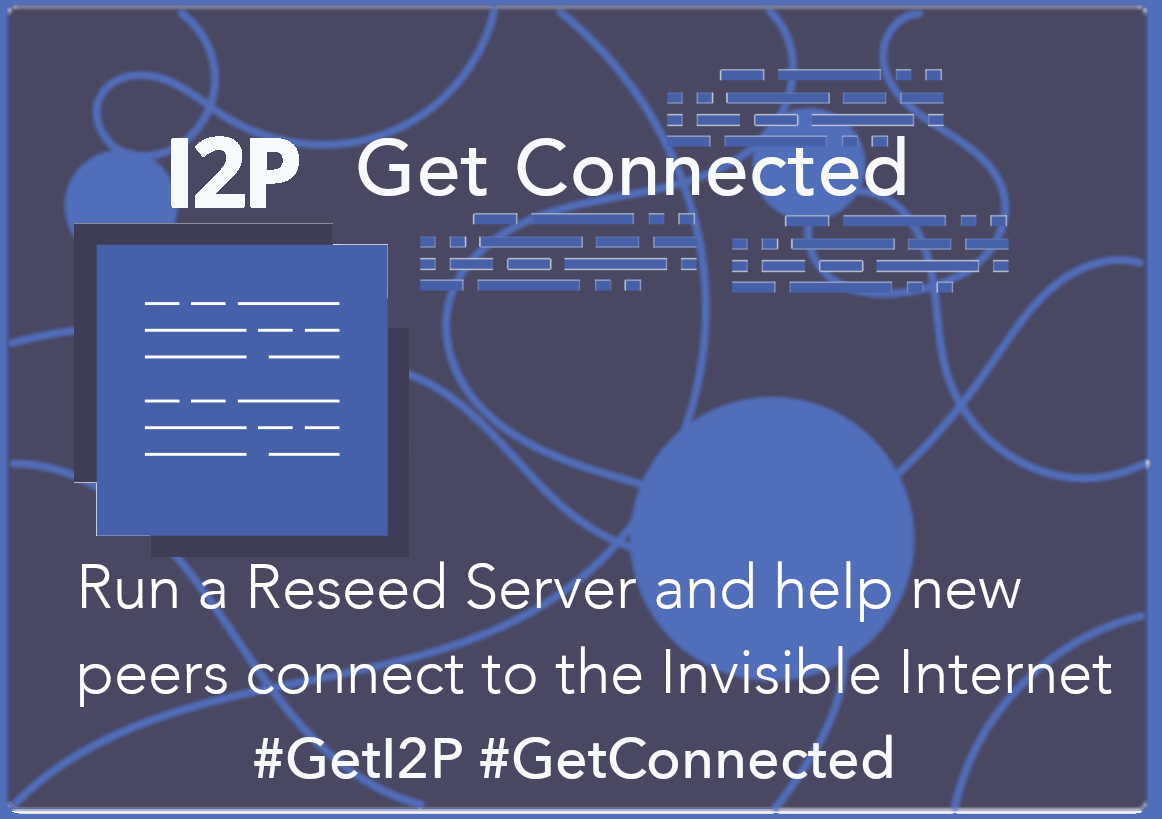 I2P Get Connected
Run a Reseed Server and help new
peers connect to the Invisible Internet
#GetI2P #GetConnected